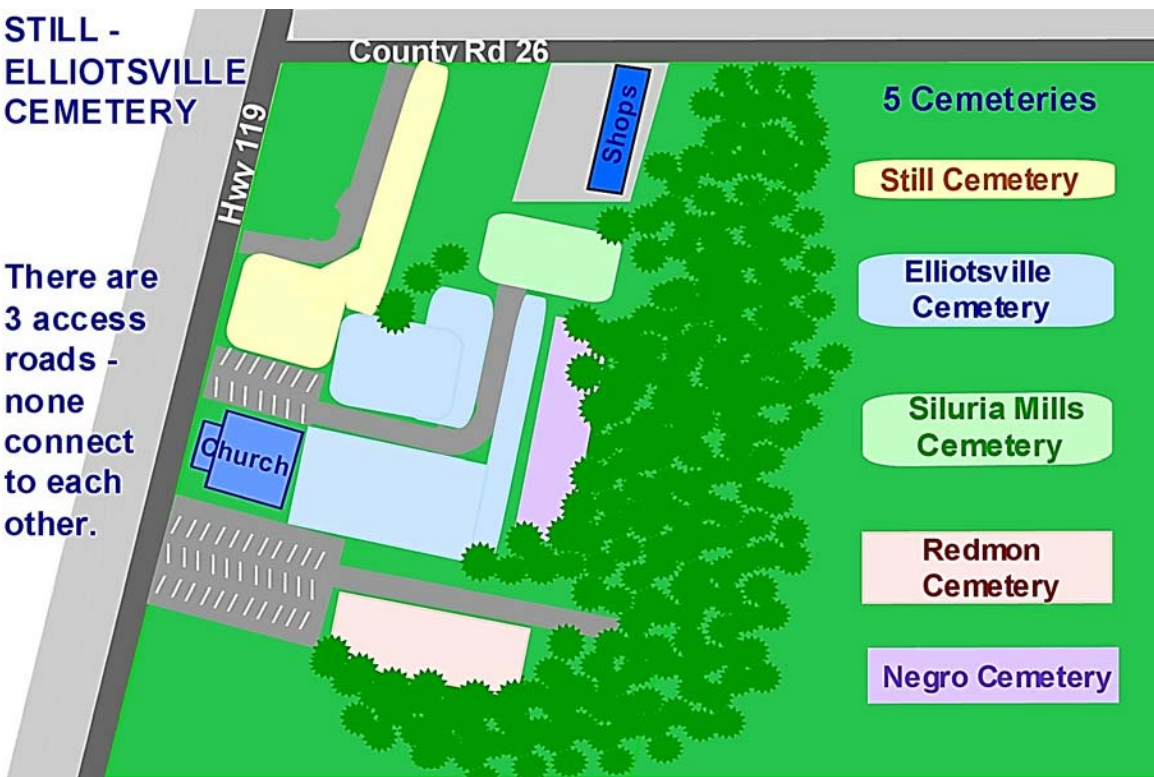 STILL -
ELLIOTSVILLE
CEMETERY
County Rd 26
Hwy 119
Shops
5 Cemeteries
Still Cemetery
There are
3 access
roads -
none
connect
to each
other.
Elliotsville
Cemetery
Siluria Mills
Cemetery
Church
Redmon
Cemetery
Negro Cemetery